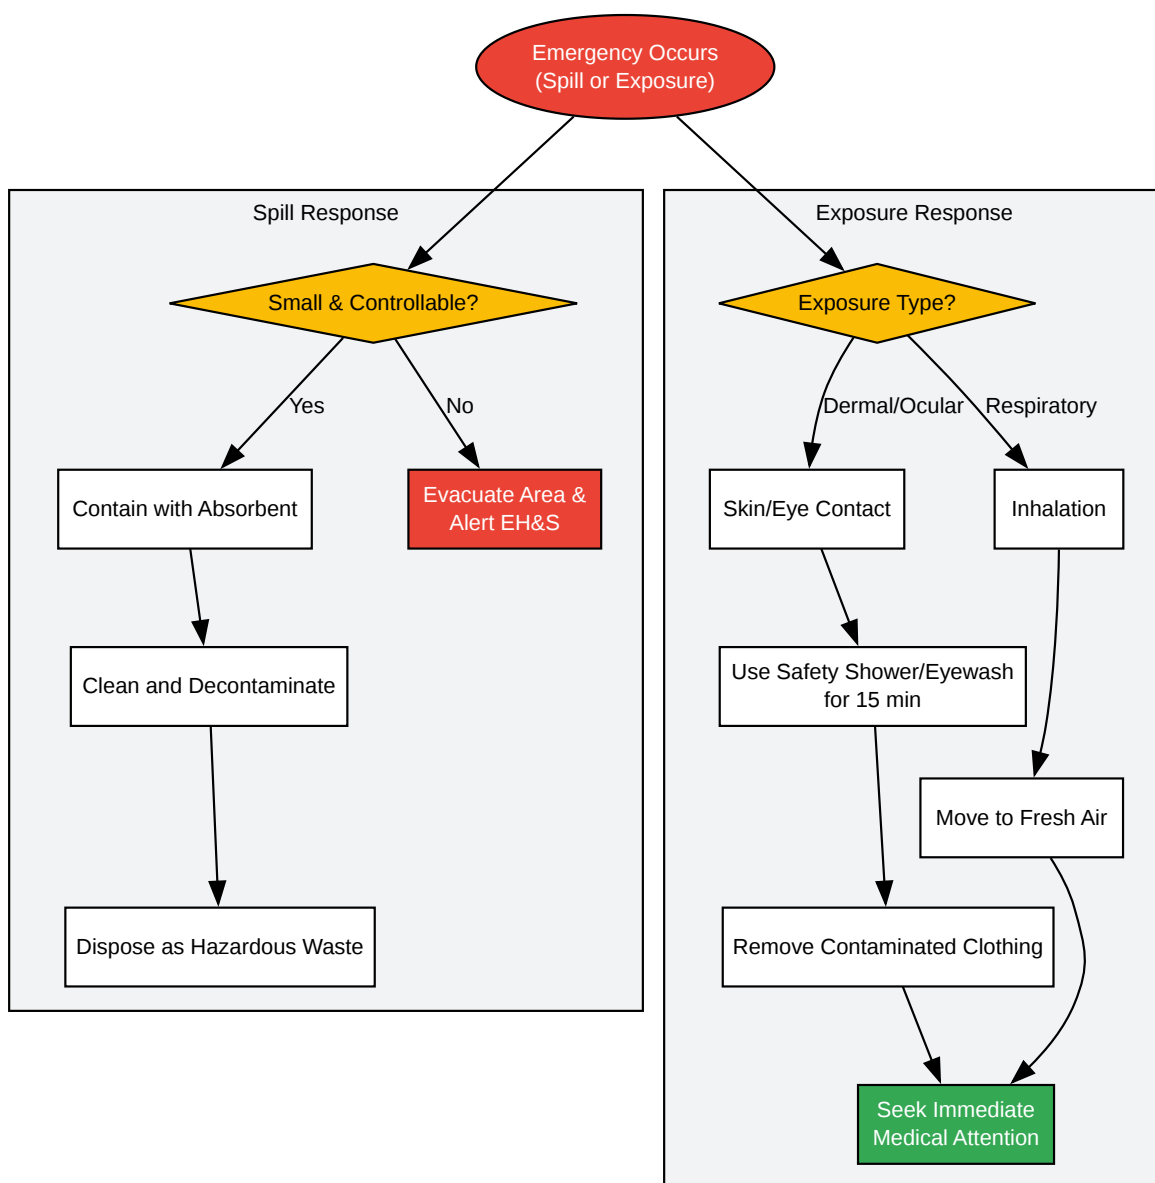 Emergency Occurs
(Spill or Exposure)
Spill Response
Small & Controllable?
Yes
No
Contain with Absorbent
Evacuate Area &
Alert EH&S
Clean and Decontaminate
Dispose as Hazardous Waste
Exposure Response
Exposure Type?
Dermal/Ocular
Respiratory
Skin/Eye Contact
Inhalation
Use Safety Shower/Eyewash
for 15 min
Move to Fresh Air
Remove Contaminated Clothing
Seek Immediate
Medical Attention